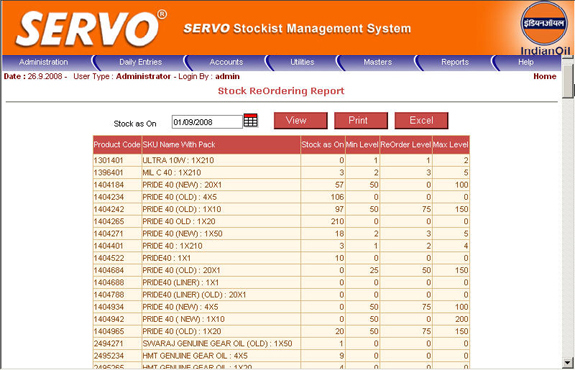 SERVO®
SERVO Stockist Management System
इंडियनऑयल
IndianOil
Administration Daily Entries Accounts Utilities Masters Reports Help
Date : 26.9.2008 - User Type : Administrator - Login By : admin Home
Stock ReOrdering Report
Stock as On 01/09/2008 View Print Excel
Product Code SKU Name With Pack Stock as On Min Level ReOrder Level Max Level
1301401 ULTRA 10W : 1X210 0 1 1 2
1396401 MIL C 40 : 1X210 3 2 3 5
1404184 PRIDE 40 (NEW) : 20X1 57 50 0 100
1404234 PRIDE 40 (OLD) : 4X5 106 0 0 0
1404242 PRIDE 40 (OLD) : 1X10 97 50 75 150
1404265 PRIDE 40 OLD : 1X20 210 0 0 0
1404271 PRIDE 40 (NEW) : 1X50 18 2 3 5
1404401 PRIDE 40 : 1X210 3 1 2 4
1404522 PRIDE40 : 1X1 10 0 0 0
1404684 PRIDE 40 (OLD) : 20X1 0 25 50 150
1404688 PRIDE40 (LINER) : 1X1 0 0 0 0
1404788 PRIDE40 (LINER) (OLD) : 20X1 0 0 0 0
1404934 PRIDE 40 (NEW) : 4X5 0 50 75 100
1404942 PRIDE 40 ( NEW) : 1X10 0 50 0 200
1404965 PRIDE 40 (OLD) : 1X20 20 50 75 150
2494271 SWARAJ GENUINE GEAR OIL (OLD) : 1X50 1 0 0 0
2495234 HMT GENUINE GEAR OIL : 4X5 9 0 0 0
2495265 HMT GENUINE GEAR OIL : 1X20 4 0 0 0